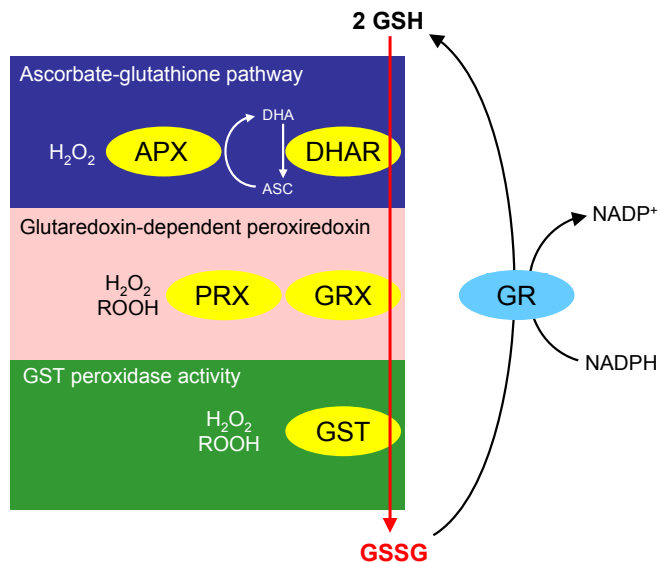 2 GSH
Ascorbate-glutathione pathway
DHA
H₂O₂ APX DHAR
ASC
NADP⁺
Glutaredoxin-dependent peroxiredoxin
H₂O₂
ROOH
PRX GRX GR
NADPH
GST peroxidase activity
H₂O₂
ROOH
GST
GSSG